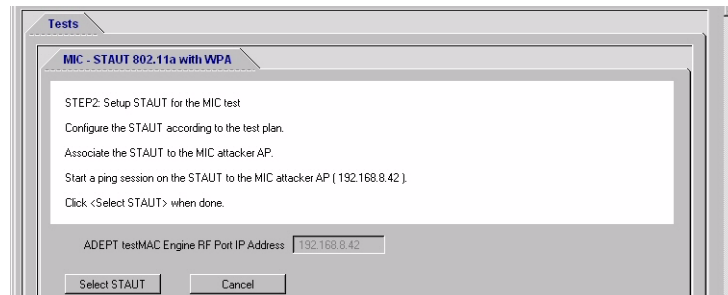 Tests
MIC - STAUT 802.11a with WPA
STEP2: Setup STAUT for the MIC test
Configure the STAUT according to the test plan.
Associate the STAUT to the MIC attacker AP.
Start a ping session on the STAUT to the MIC attacker AP ( 192.168.8.42 ).
Click <Select STAUT> when done.
ADEPT testMAC Engine RF Port IP Address 192.168.8.42
Select STAUT Cancel